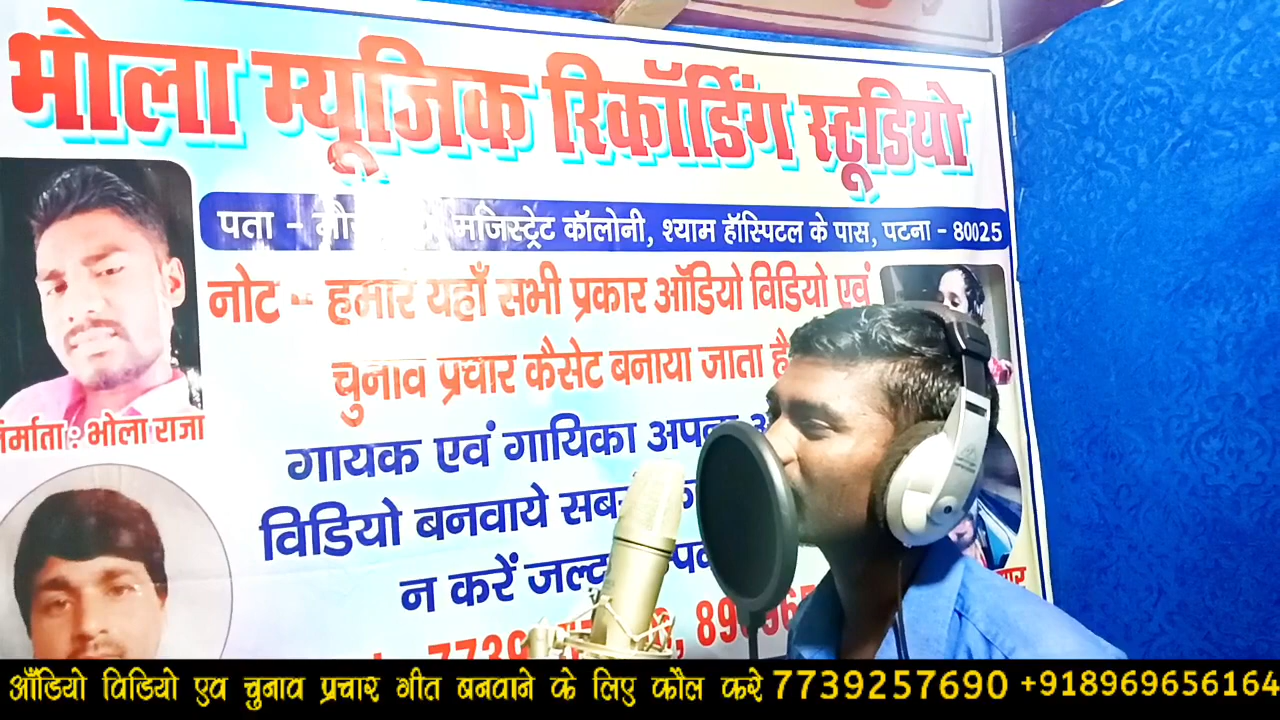 भोला म्यूजिक रिकॉर्डिंग स्टूडियो
पता - मजिस्ट्रेट कॉलोनी, श्याम हॉस्पिटल के पास, पटना - 80025
नोट - हमारे यहाँ सभी प्रकार ऑडियो विडियो एवं
चुनाव प्रचार कैसेट बनाया जाता है
निर्माता : भोला राजा
गायक एवं गायिका अपना
विडियो बनवाये
न करें
ऑडियो विडियो एव चुनाव प्रचार गीत बनवाने के लिए कौल करे 7739257690 +918969656164